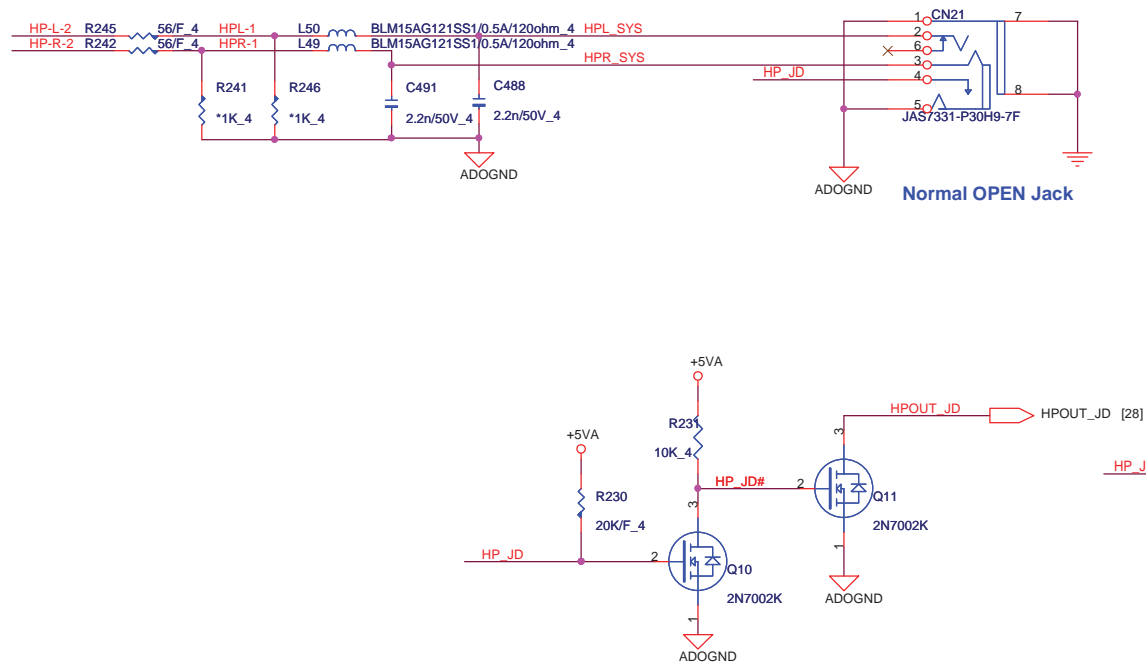 HP-L-2 R245 56/F_4 HPL-1 L50 BLM15AG121SS1/0.5A/120ohm_4 HPL_SYS
HP-R-2 R242 56/F_4 HPR-1 L49 BLM15AG121SS1/0.5A/120ohm_4
HPR_SYS
R241
*1K_4
R246
*1K_4
C491
2.2n/50V_4
C488
2.2n/50V_4
ADOGND
HP_JD
1
2
6
3
4
5
CN21
7
8
JAS7331-P30H9-7F
ADOGND
Normal OPEN Jack
+5VA
R231
10K_4
+5VA
R230
20K/F_4
HP_JD
2
3
1
Q10
2N7002K
ADOGND
HP_JD#
2
3
1
Q11
2N7002K
ADOGND
HPOUT_JD
HPOUT_JD [28]